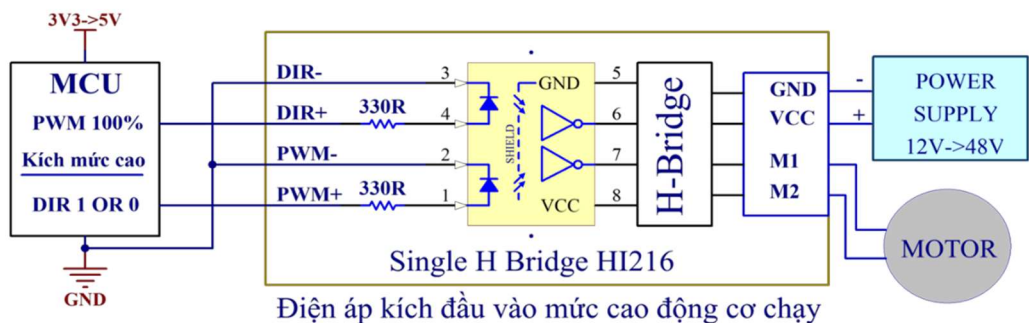 3V3->5V
MCU
PWM 100%
Kích mức cao
DIR 1 OR 0
GND
DIR-
DIR+
PWM-
PWM+
330R
330R
3
4
2
1
SHIELD
GND
VCC
5
6
7
8
H-Bridge
GND
VCC
M1
M2
-
+
POWER
SUPPLY
12V->48V
MOTOR
Single H Bridge HI216
Điện áp kích đầu vào mức cao động cơ chạy